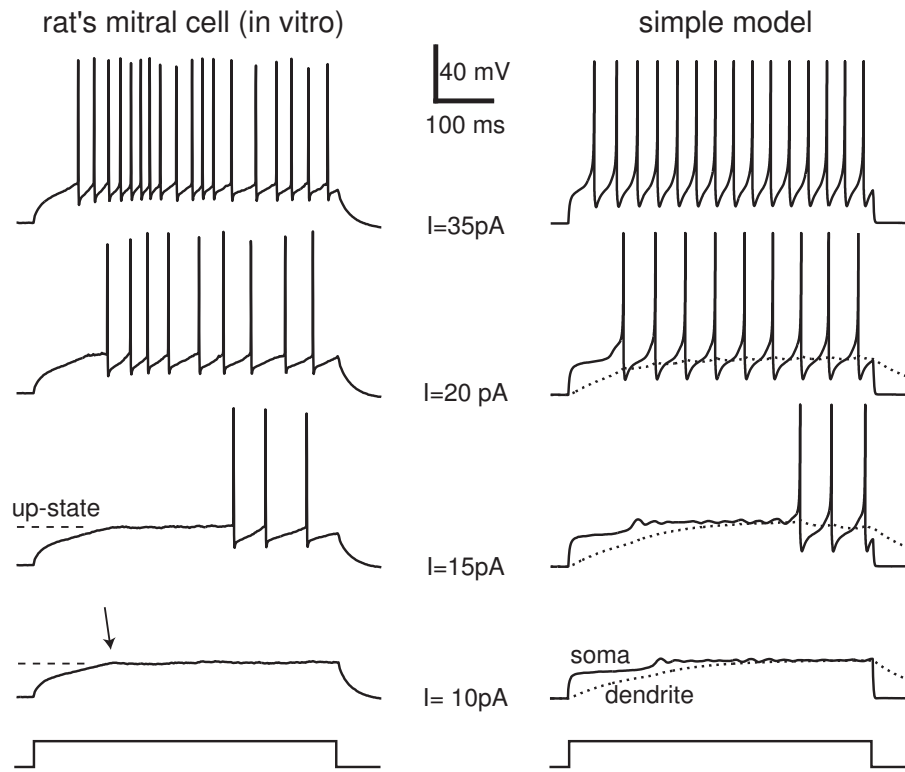 rat's mitral cell (in vitro)
simple model
40 mV
100 ms
I=35pA
I=20 pA
up-state
I=15pA
soma
dendrite
I= 10pA